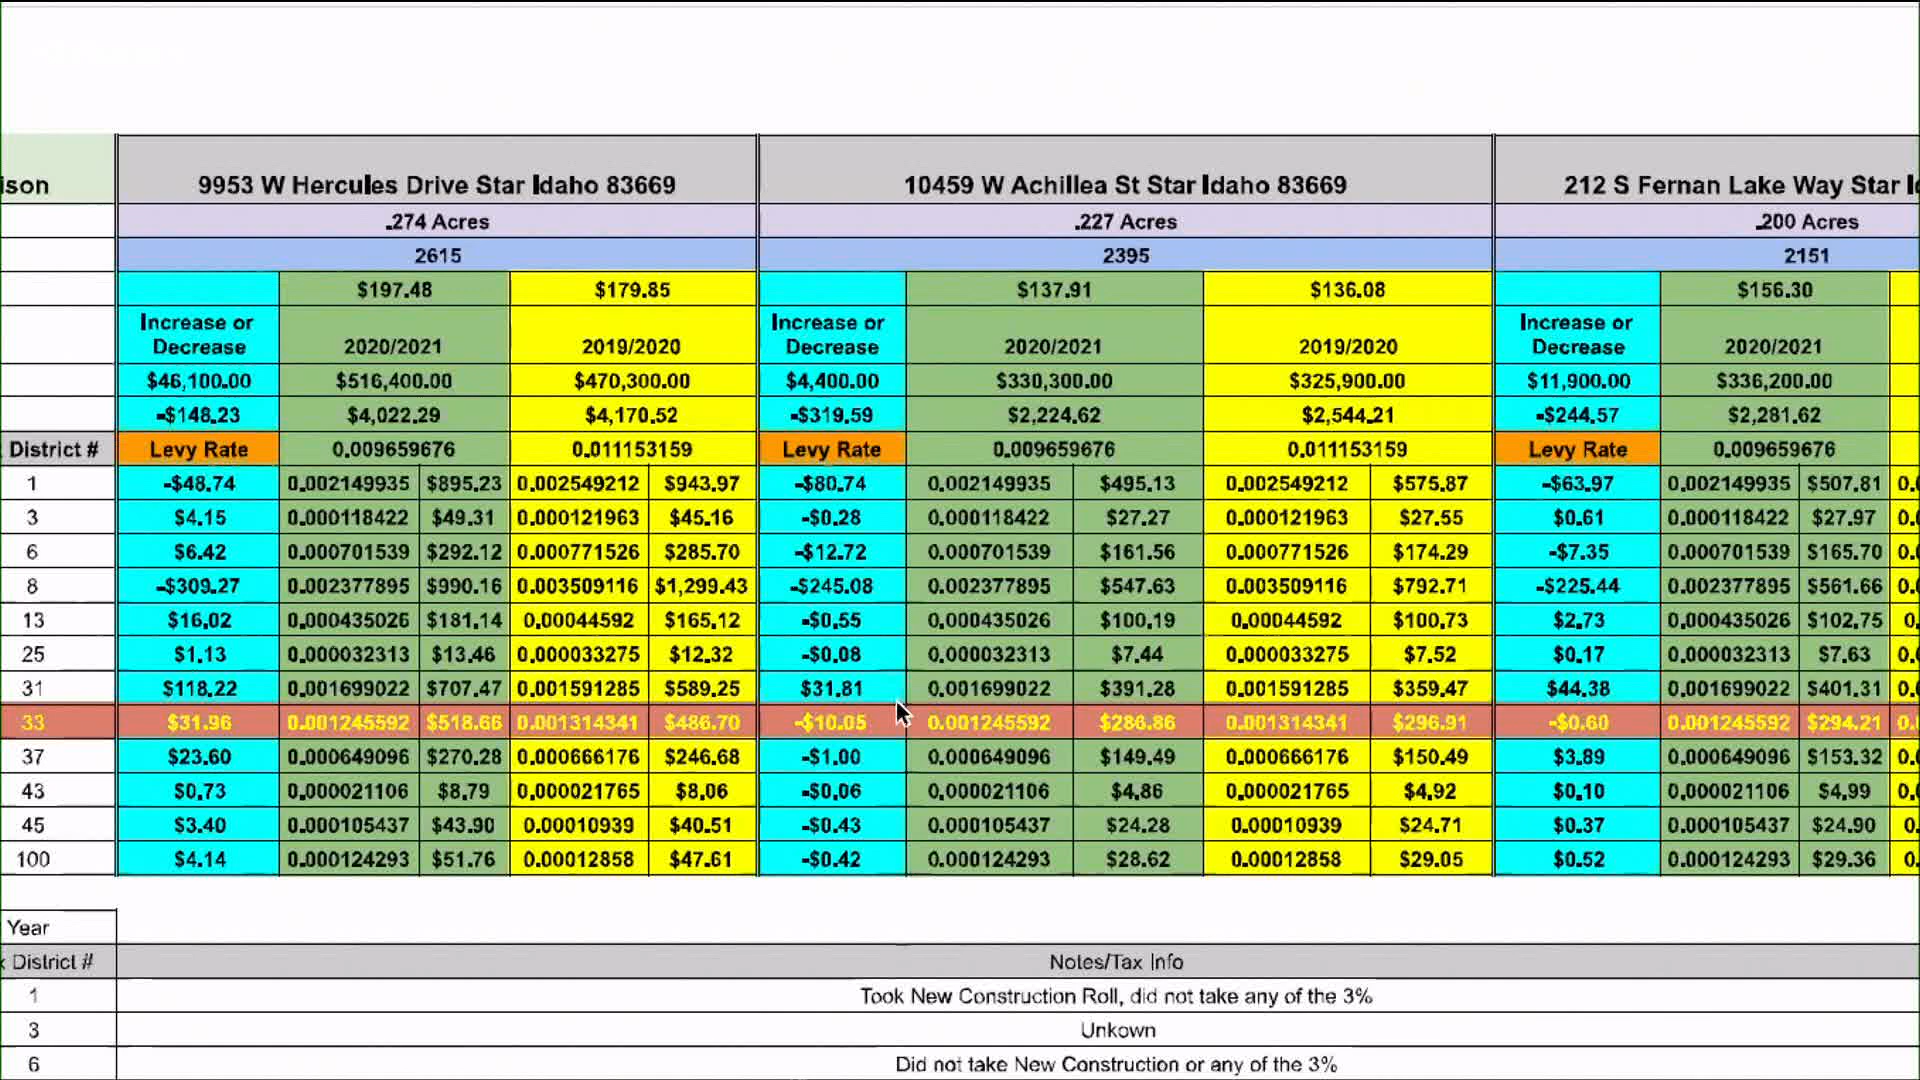 ison 9953 W Hercules Drive Star Idaho 83669 10459 W Achillea St Star Idaho 83669 212 S Fernan Lake Way Star
.274 Acres .227 Acres .200 Acres
2615 2395 2151
$197.48 $179.85 $137.91 $136.08 $156.30
Increase or Decrease 2020/2021 2019/2020 Increase or Decrease 2020/2021 2019/2020 Increase or Decrease 2020/2021
$46,100.00 $516,400.00 $470,300.00 $4,400.00 $330,300.00 $325,900.00 $11,900.00 $336,200.00
-$148.23 $4,022.29 $4,170.52 -$319.59 $2,224.62 $2,544.21 -$244.57 $2,281.62
District # Levy Rate 0.009659676 0.011153159 Levy Rate 0.009659676 0.011153159 Levy Rate 0.009659676
1 -$48.74 0.002149935 $895.23 0.002549212 $943.97 -$80.74 0.002149935 $495.13 0.002549212 $575.87 -$63.97 0.002149935 $507.81 0.
3 $4.15 0.000118422 $49.31 0.000121963 $45.16 -$0.28 0.000118422 $27.27 0.000121963 $27.55 $0.61 0.000118422 $27.97 0.
6 $6.42 0.000701539 $292.12 0.000771526 $285.70 -$12.72 0.000701539 $161.56 0.000771526 $174.29 -$7.35 0.000701539 $165.70 0.
8 -$309.27 0.002377895 $990.16 0.003509116 $1,299.43 -$245.08 0.002377895 $547.63 0.003509116 $792.71 -$225.44 0.002377895 $561.66 0.
13 $16.02 0.000435026 $181.14 0.00044592 $165.12 -$0.55 0.000435026 $100.19 0.00044592 $100.73 $2.73 0.000435026 $102.75 0.
25 $1.13 0.000032313 $13.46 0.000033275 $12.32 -$0.08 0.000032313 $7.44 0.000033275 $7.52 $0.17 0.000032313 $7.63 0.
31 $118.22 0.001699022 $707.47 0.001591285 $589.25 $31.81 0.001699022 $391.28 0.001591285 $359.47 $44.38 0.001699022 $401.31 0.
33 $31.96 0.001245592 $518.66 0.001314341 $486.70 -$10.05 0.001245592 $286.86 0.001314341 $296.91 -$0.60 0.001245592 $294.21 0.
37 $23.60 0.000649096 $270.28 0.000666176 $246.68 -$1.00 0.000649096 $149.49 0.000666176 $150.49 $3.89 0.000649096 $153.32 0.
43 $0.73 0.000021106 $8.79 0.000021765 $8.06 -$0.06 0.000021106 $4.86 0.000021765 $4.92 $0.10 0.000021106 $4.99 0.
45 $3.40 0.000105437 $43.90 0.00010939 $40.51 -$0.43 0.000105437 $24.28 0.00010939 $24.71 $0.37 0.000105437 $24.90 0.
100 $4.14 0.000124293 $51.76 0.00012858 $47.61 -$0.42 0.000124293 $28.62 0.00012858 $29.05 $0.52 0.000124293 $29.36 0.
Year
District # Notes/Tax Info
1 Took New Construction Roll, did not take any of the 3%
3 Unkown
6 Did not take New Construction or any of the 3%